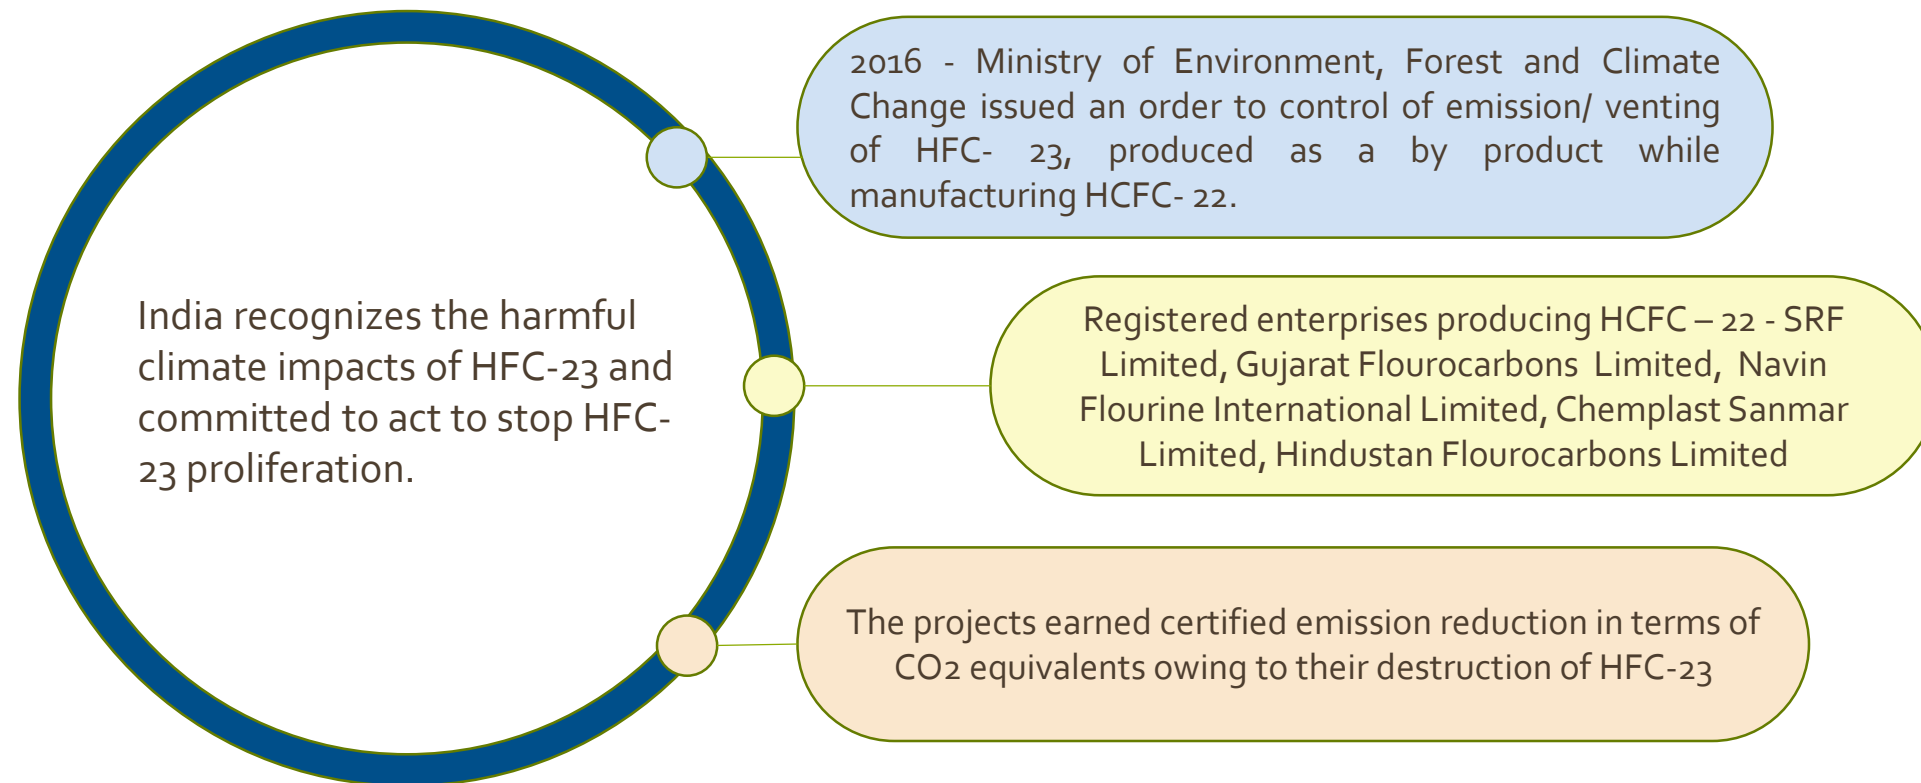 India recognizes the harmful
climate impacts of HFC-23 and
committed to act to stop HFC-
23 proliferation.
2016 - Ministry of Environment, Forest and Climate
Change issued an order to control of emission/ venting
of HFC- 23, produced as a by product while
manufacturing HCFC- 22.
Registered enterprises producing HCFC – 22 - SRF
Limited, Gujarat Flourocarbons Limited, Navin
Flourine International Limited, Chemplast Sanmar
Limited, Hindustan Flourocarbons Limited
The projects earned certified emission reduction in terms of
CO2 equivalents owing to their destruction of HFC-23